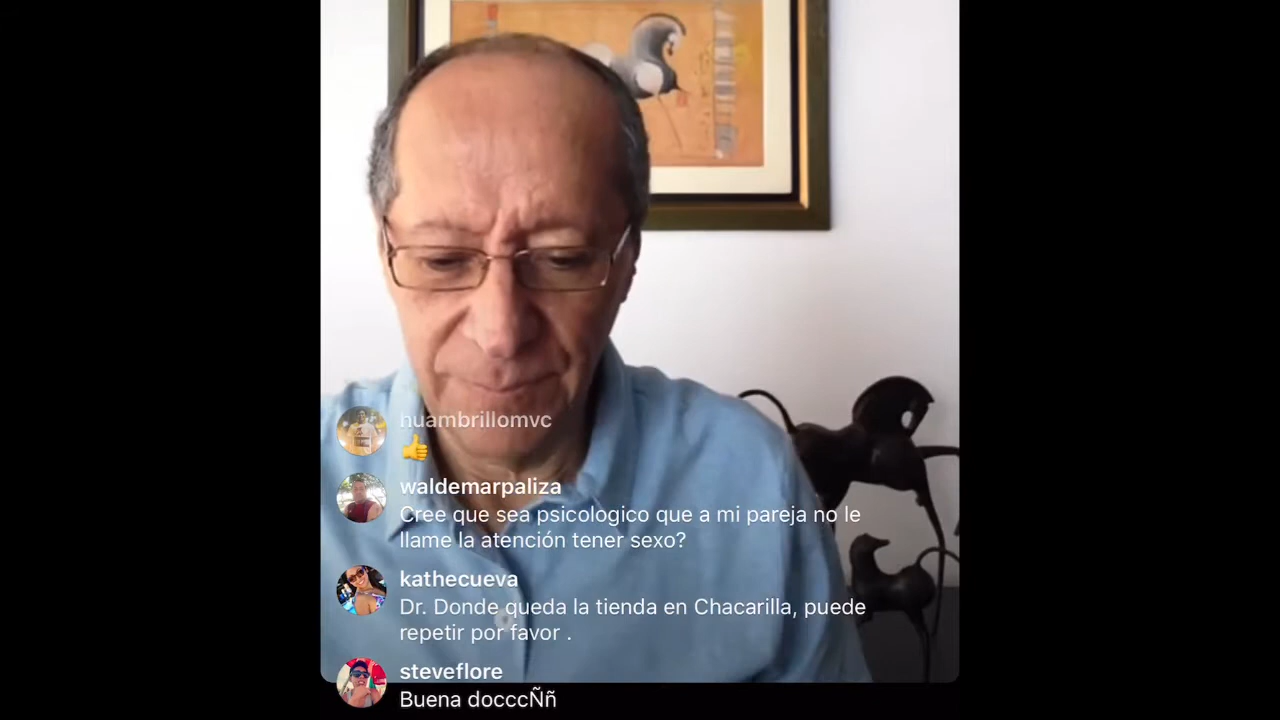 huambrillomvc
👍
waldemarpaliza
Cree que sea psicologico que a mi pareja no le
llame la atención tener sexo?
kathecueva
Dr. Donde queda la tienda en Chacarilla, puede
repetir por favor .
steveflore
Buena docccÑñ